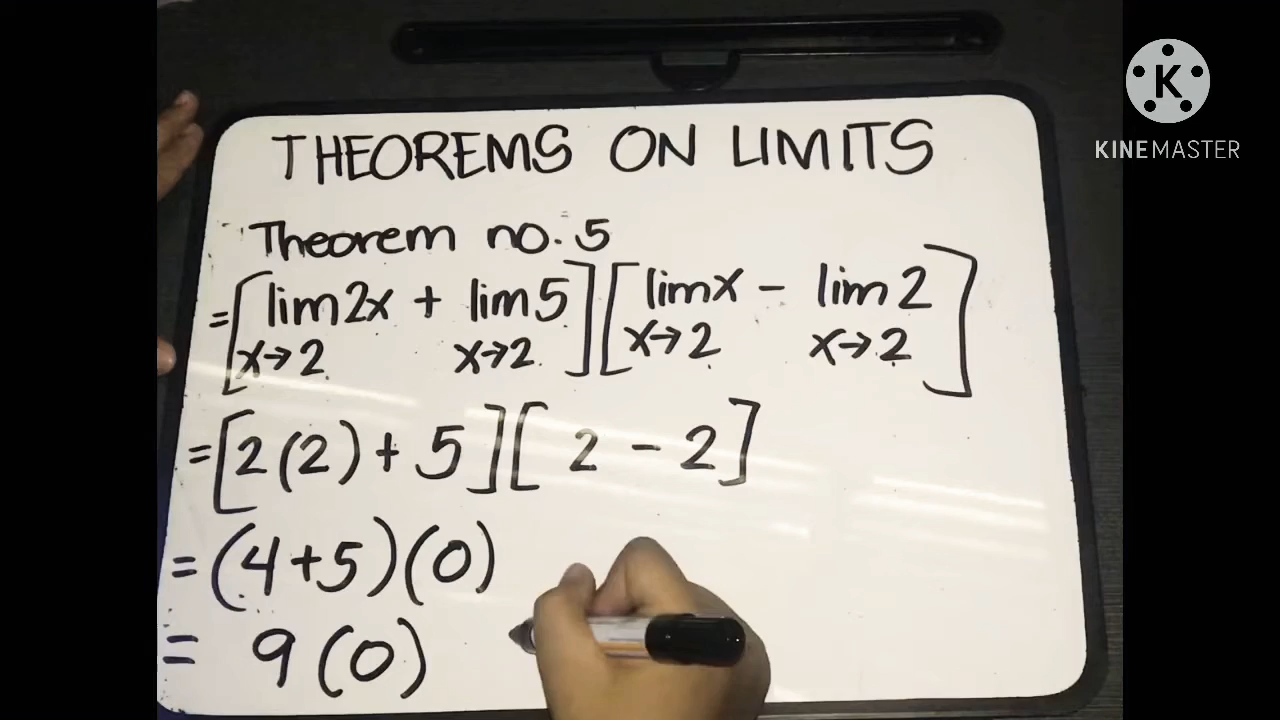 THEOREMS ON LIMITS
Theorem no. 5
= [lim 2x + lim 5] [lim x - lim 2]
x→2 x→2 x→2 x→2
= [2(2) + 5] [2 - 2]
= (4+5)(0)
= 9(0)
K
KINEMASTER